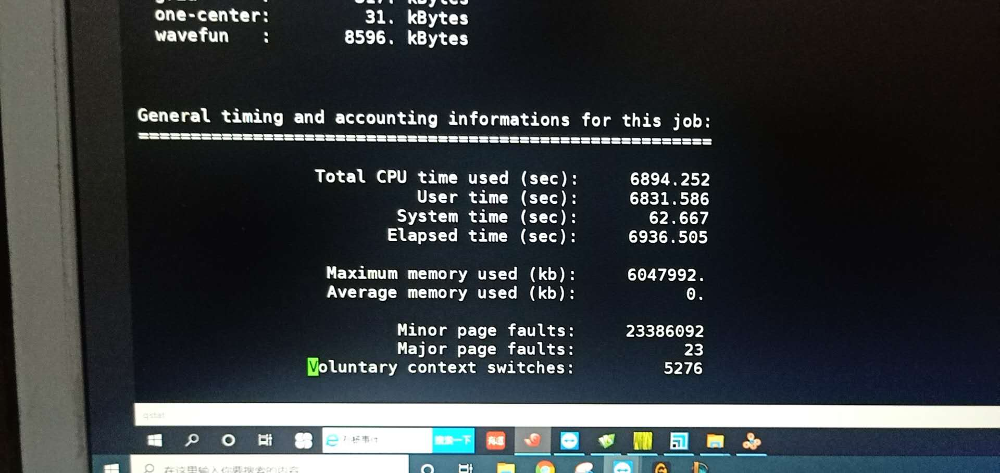 one-center: 31. kBytes
wavefun : 8596. kBytes
General timing and accounting informations for this job:
========================================================
Total CPU time used (sec): 6894.252
User time (sec): 6831.586
System time (sec): 62.667
Elapsed time (sec): 6936.505
Maximum memory used (kb): 6047992.
Average memory used (kb): 0.
Minor page faults: 23386092
Major page faults: 23
Voluntary context switches: 5276
qstat
搜索一下
在这里输入你要搜索的内容